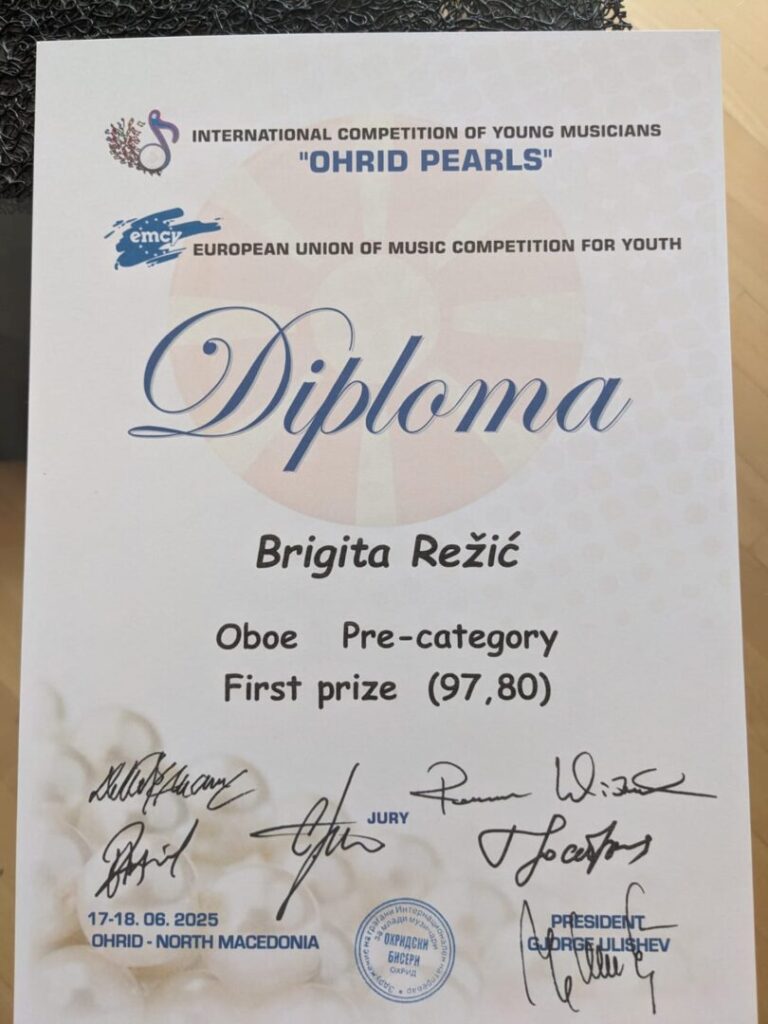 INTERNATIONAL COMPETITION OF YOUNG MUSICIANS
"OHRID PEARLS"
emcy
EUROPEAN UNION OF MUSIC COMPETITION FOR YOUTH
Diploma
Brigita Režić
Oboe Pre-category
First prize (97,80)
JURY
17-18. 06. 2025
OHRID - NORTH MACEDONIA
PRESIDENT
GJORGE ULISHEV
ОХРИДСКИ
БИСЕРИ
ОХРИД